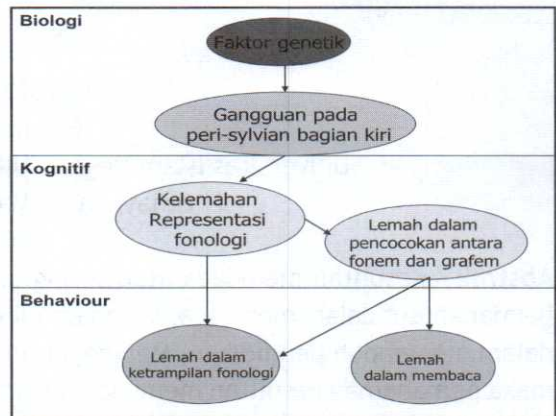 Biologi
Faktor genetik
Gangguan pada
peri-sylvian bagian kiri
Kognitif
Kelemahan
Representasi
fonologi
Lemah dalam
pencocokan antara
fonem dan grafem
Behaviour
Lemah dalam
ketrampilan fonologi
Lemah
dalam membaca